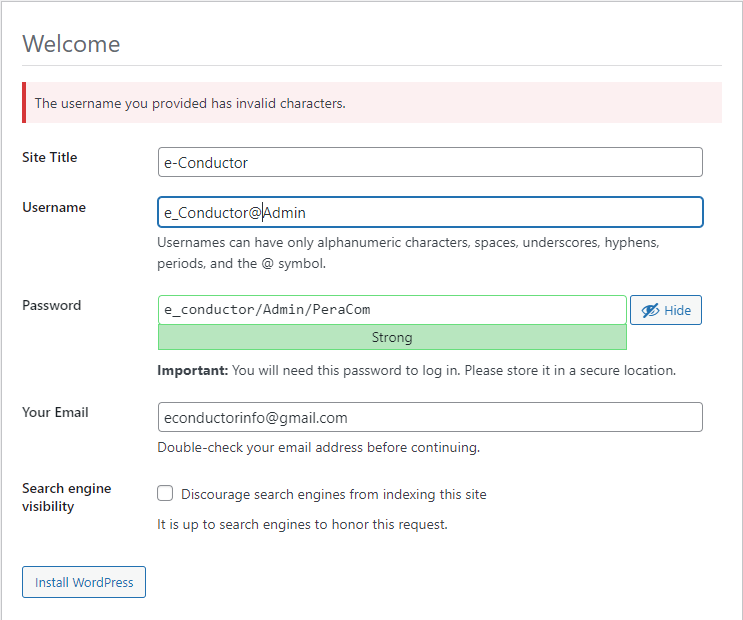 Welcome
The username you provided has invalid characters.
Site Title
e-Conductor
Username
e_Conductor@Admin
Usernames can have only alphanumeric characters, spaces, underscores, hyphens,
periods, and the @ symbol.
Password
e_conductor/Admin/PeraCom
Hide
Strong
Important: You will need this password to log in. Please store it in a secure location.
Your Email
econductorinfo@gmail.com
Double-check your email address before continuing.
Search engine
visibility
Discourage search engines from indexing this site
It is up to search engines to honor this request.
Install WordPress